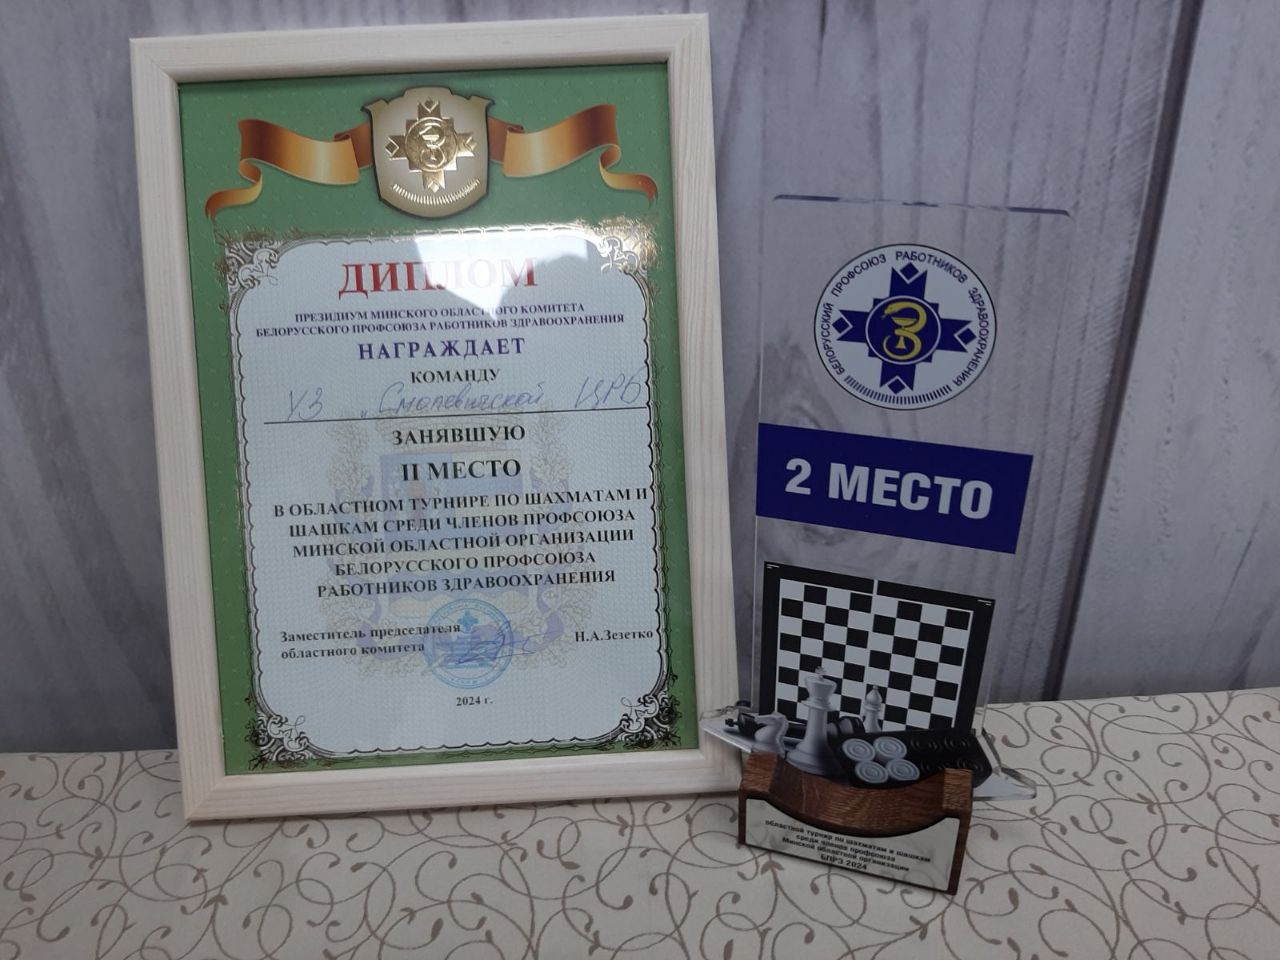 ДИПЛОМ
ПРЕЗИДИУМ МИНСКОГО ОБЛАСТНОГО КОМИТЕТА
БЕЛОРУССКОГО ПРОФСОЮЗА РАБОТНИКОВ ЗДРАВООХРАНЕНИЯ
НАГРАЖДАЕТ
КОМАНДУ
УЗ "Смолевичской ЦРБ
ЗАНЯВШУЮ
II МЕСТО
В ОБЛАСТНОМ ТУРНИРЕ ПО ШАХМАТАМ И
ШАШКАМ СРЕДИ ЧЛЕНОВ ПРОФСОЮЗА
МИНСКОЙ ОБЛАСТНОЙ ОРГАНИЗАЦИИ
БЕЛОРУССКОГО ПРОФСОЮЗА
РАБОТНИКОВ ЗДРАВООХРАНЕНИЯ
Заместитель председателя
областного комитета Н.А.Зезетко
2024 г.
БЕЛОРУССКИЙ ПРОФСОЮЗ РАБОТНИКОВ ЗДРАВООХРАНЕНИЯ
2 МЕСТО
областной турнир по шахматам и шашкам
среди членов профсоюза
Минской областной организации
БПРЗ 2024